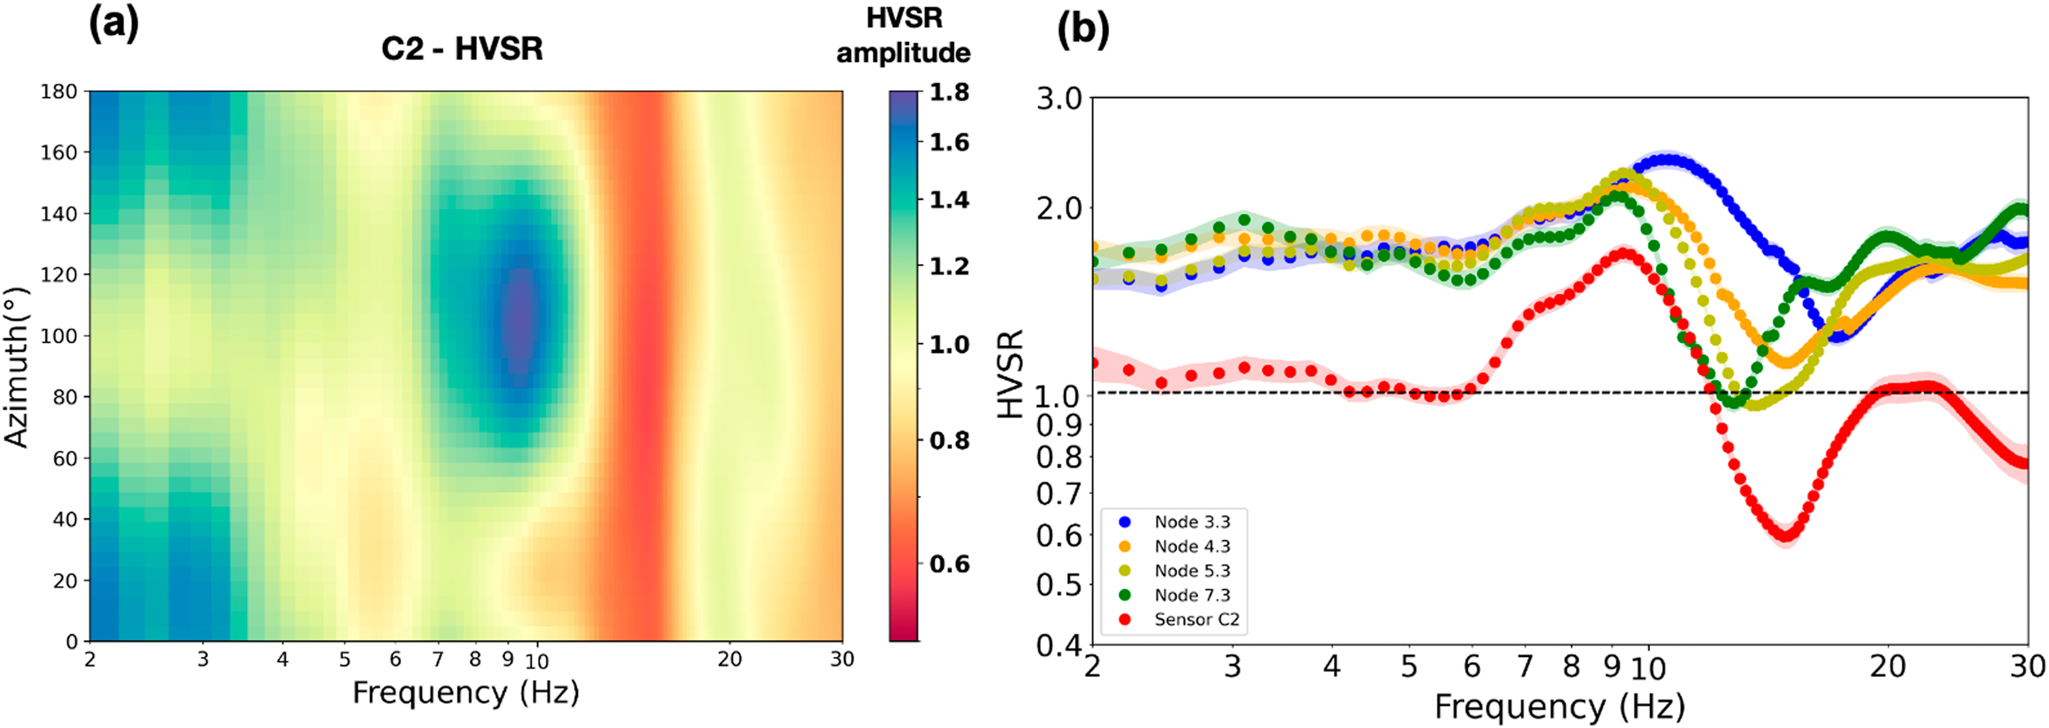 (a)
C2 - HVSR
HVSR
amplitude
180
160
140
120
100
80
60
40
20
0
Azimuth(°)
2 3 4 5 6 7 8 9 10 20 30
Frequency (Hz)
1.8
1.6
1.4
1.2
1.0
0.8
0.6
(b)
3.0
2.0
1.0
0.9
0.8
0.7
0.6
0.5
0.4
HVSR
Node 3.3
Node 4.3
Node 5.3
Node 7.3
Sensor C2
2 3 4 5 6 7 8 9 10 20 30
Frequency (Hz)